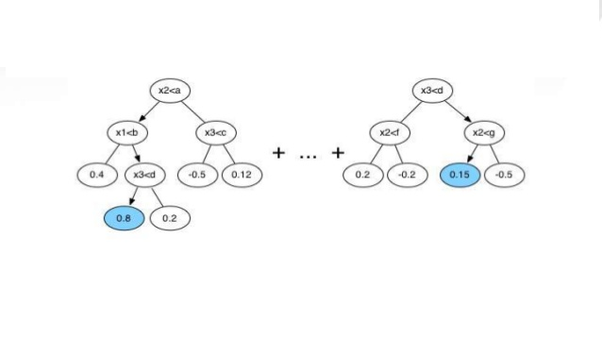 x2<a x3<d
x1<b x3<c + ... + x2<f x2<g
0.4 x3<d -0.5 0.12 0.2 -0.2 0.15 -0.5
0.8 0.2